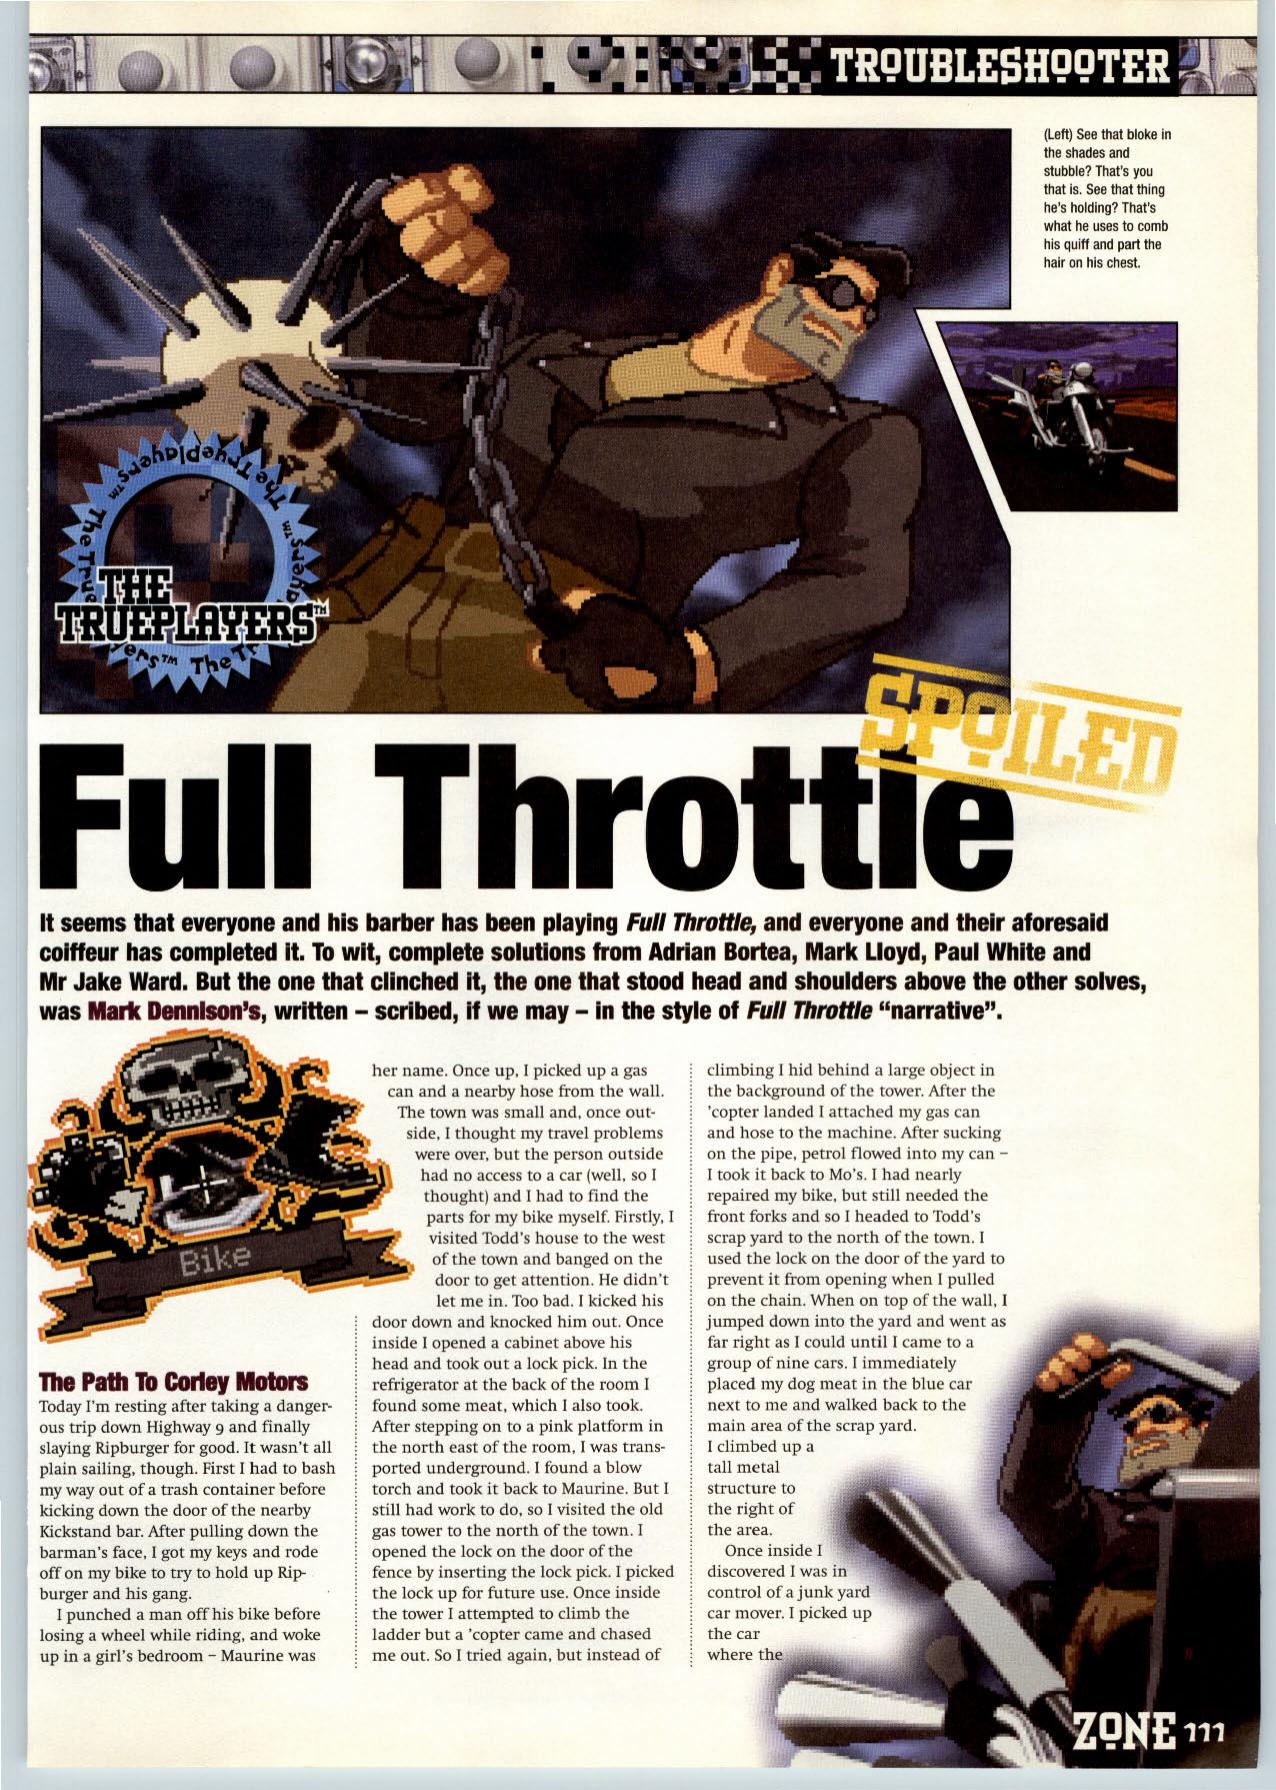 TROUBLESHOOTER
(Left) See that bloke in
the shades and
stubble? That's you
that is. See that thing
he's holding? That's
what he uses to comb
his quiff and part the
hair on his chest.
The Trueplayers™
THE
TRUEPLAYERS™
SPOILED
Full Throttle
It seems that everyone and his barber has been playing Full Throttle, and everyone and their aforesaid
coiffeur has completed it. To wit, complete solutions from Adrian Bortea, Mark Lloyd, Paul White and
Mr Jake Ward. But the one that clinched it, the one that stood head and shoulders above the other solves,
was Mark Dennison's, written – scribed, if we may – in the style of Full Throttle “narrative”.
Bike
The Path To Corley Motors
Today I'm resting after taking a danger-
ous trip down Highway 9 and finally
slaying Ripburger for good. It wasn't all
plain sailing, though. First I had to bash
my way out of a trash container before
kicking down the door of the nearby
Kickstand bar. After pulling down the
barman's face, I got my keys and rode
off on my bike to try to hold up Rip-
burger and his gang.
I punched a man off his bike before
losing a wheel while riding, and woke
up in a girl's bedroom – Maurine was
her name. Once up, I picked up a gas
can and a nearby hose from the wall.
The town was small and, once out-
side, I thought my travel problems
were over, but the person outside
had no access to a car (well, so I
thought) and I had to find the
parts for my bike myself. Firstly, I
visited Todd's house to the west
of the town and banged on the
door to get attention. He didn't
let me in. Too bad. I kicked his
door down and knocked him out. Once
inside I opened a cabinet above his
head and took out a lock pick. In the
refrigerator at the back of the room I
found some meat, which I also took.
After stepping on to a pink platform in
the north east of the room, I was trans-
ported underground. I found a blow
torch and took it back to Maurine. But I
still had work to do, so I visited the old
gas tower to the north of the town. I
opened the lock on the door of the
fence by inserting the lock pick. I picked
the lock up for future use. Once inside
the tower I attempted to climb the
ladder but a 'copter came and chased
me out. So I tried again, but instead of
climbing I hid behind a large object in
the background of the tower. After the
'copter landed I attached my gas can
and hose to the machine. After sucking
on the pipe, petrol flowed into my can –
I took it back to Mo's. I had nearly
repaired my bike, but still needed the
front forks and so I headed to Todd's
scrap yard to the north of the town. I
used the lock on the door of the yard to
prevent it from opening when I pulled
on the chain. When on top of the wall, I
jumped down into the yard and went as
far right as I could until I came to a
group of nine cars. I immediately
placed my dog meat in the blue car
next to me and walked back to the
main area of the scrap yard.
I climbed up a
tall metal
structure to
the right of
the area.
Once inside I
discovered I was in
control of a junk yard
car mover. I picked up
the car
where the
ZONE 111